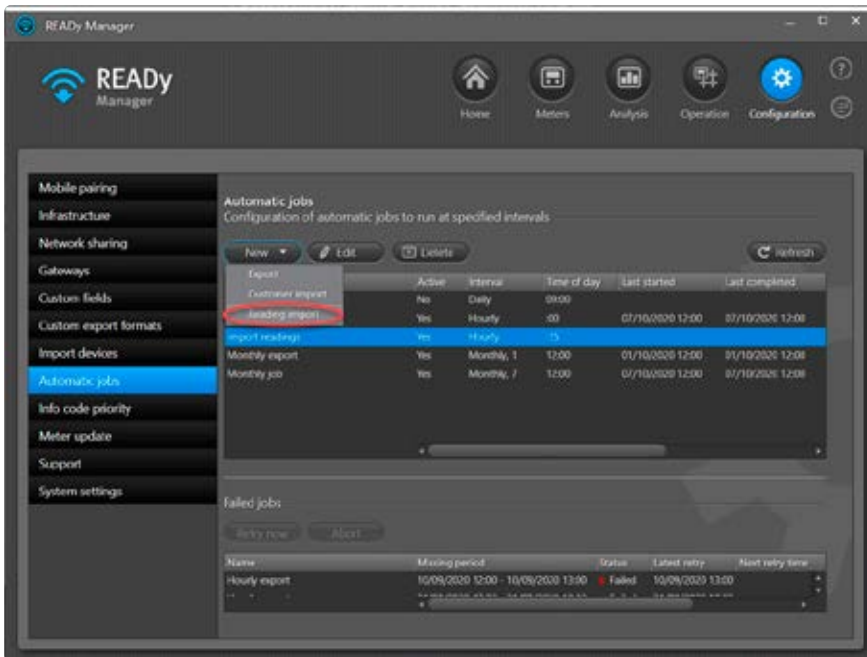 READy Manager
READy
Manager
Home Meters Analysis Operation Configuration
Mobile pairing
Infrastructure
Network sharing
Gateways
Custom fields
Custom export formats
Import devices
Automatic jobs
Info code priority
Meter update
Support
System settings
Automatic jobs
Configuration of automatic jobs to run at specified intervals
New Edit Delete Refresh
Export
Customer import
Reading import
Active Interval Time of day Last started Last completed
No Daily 09:00
Yes Hourly :00 07/10/2020 12:00 07/10/2020 12:00
Import readings Yes Hourly :15
Monthly export Yes Monthly, 1 12:00 01/10/2020 12:00 01/10/2020 12:00
Monthly job Yes Monthly, 7 12:00 07/10/2020 12:00 07/10/2020 12:00
Failed jobs
Retry now Abort
Name Missing period Status Latest retry Next retry time
Hourly export 10/09/2020 12:00 - 10/09/2020 13:00 Failed 10/09/2020 13:00